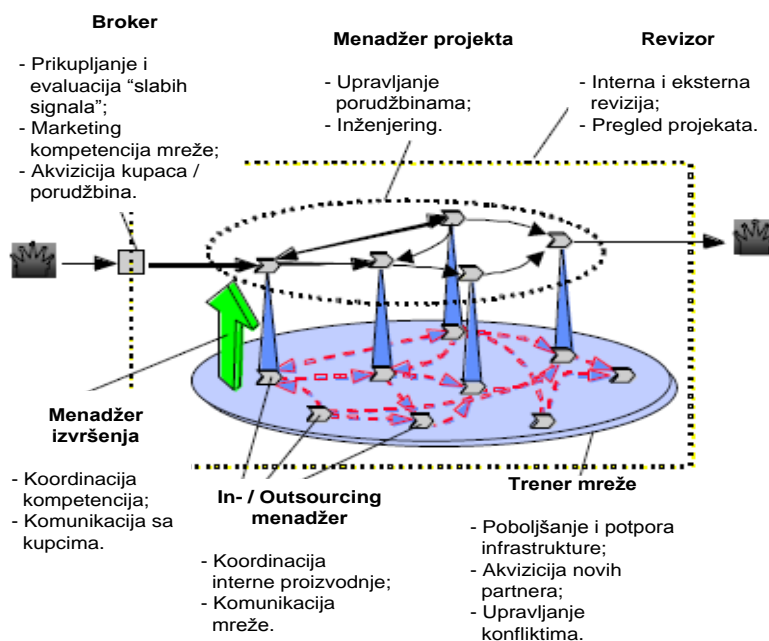 Broker
- Prikupljanje i
evaluacija “slabih
signala”;
- Marketing
kompetencija mreže;
- Akvizicija kupaca /
porudžbina.
Menadžer projekta
- Upravljanje
porudžbinama;
- Inženjering.
Revizor
- Interna i eksterna
revizija;
- Pregled projekata.
Menadžer
izvršenja
- Koordinacija
kompetencija;
- Komunikacija sa
kupcima.
In- / Outsourcing
menadžer
- Koordinacija
interne proizvodnje;
- Komunikacija
mreže.
Trener mreže
- Poboljšanje i potpora
infrastrukture;
- Akvizicija novih
partnera;
- Upravljanje
konfliktima.